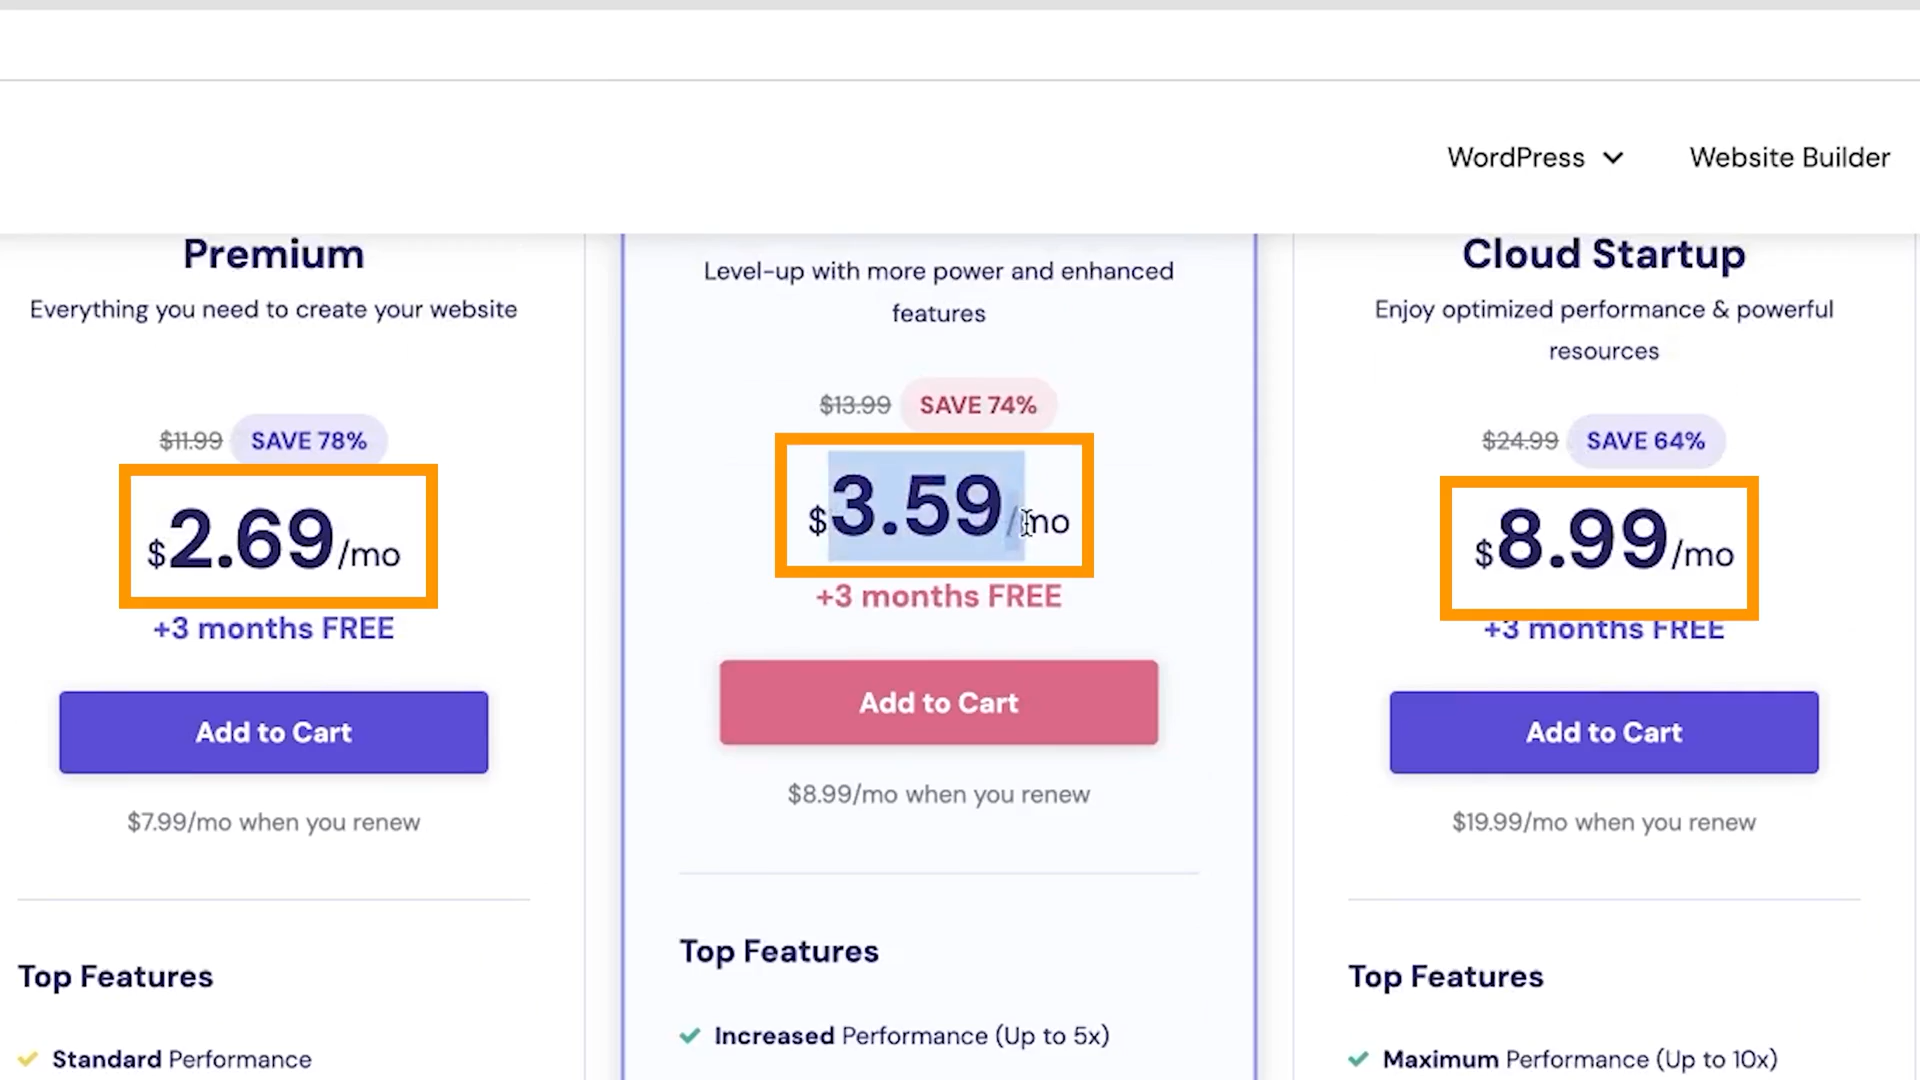 WordPress
Website Builder
Premium
Everything you need to create your website
$11.99 SAVE 78%
$2.69/mo
+3 months FREE
Add to Cart
$7.99/mo when you renew
Top Features
Standard Performance
Level-up with more power and enhanced
features
$13.99 SAVE 74%
$3.59/mo
+3 months FREE
Add to Cart
$8.99/mo when you renew
Top Features
Increased Performance (Up to 5x)
Cloud Startup
Enjoy optimized performance & powerful
resources
$24.99 SAVE 64%
$8.99/mo
+3 months FREE
Add to Cart
$19.99/mo when you renew
Top Features
Maximum Performance (Up to 10x)